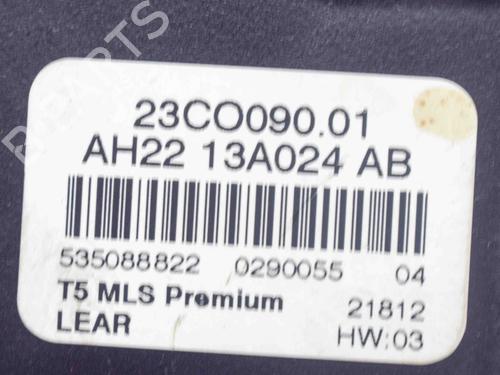 23CO090.01
AH22 13A024 AB
535088822 0290055 04
T5 MLS Premium 21812
LEAR HW:03